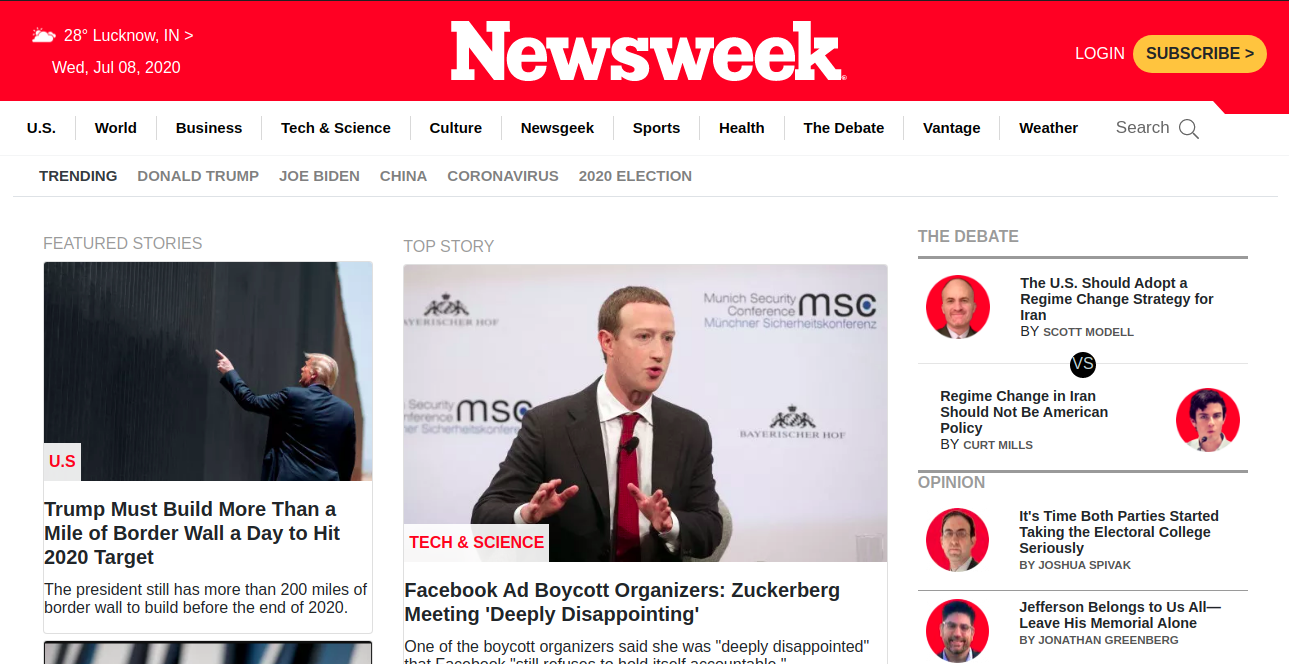 28° Lucknow, IN >
Wed, Jul 08, 2020
Newsweek
LOGIN
SUBSCRIBE >
U.S.
World
Business
Tech & Science
Culture
Newsgeek
Sports
Health
The Debate
Vantage
Weather
Search
TRENDING
DONALD TRUMP
JOE BIDEN
CHINA
CORONAVIRUS
2020 ELECTION
FEATURED STORIES
U.S
Trump Must Build More Than a
Mile of Border Wall a Day to Hit
2020 Target
The president still has more than 200 miles of
border wall to build before the end of 2020.
TOP STORY
AYERISCHER HOF
Munich Security
Conference
Münchner Sicherheitskonferenz
msc
Security
nference
er Sicherheitskonferen
msc
BAYERISCHER HOF
TECH & SCIENCE
Facebook Ad Boycott Organizers: Zuckerberg
Meeting 'Deeply Disappointing'
One of the boycott organizers said she was "deeply disappointed"
that Facebook "still refuses to hold itself accountable."
THE DEBATE
The U.S. Should Adopt a
Regime Change Strategy for
Iran
BY SCOTT MODELL
VS
Regime Change in Iran
Should Not Be American
Policy
BY CURT MILLS
OPINION
It's Time Both Parties Started
Taking the Electoral College
Seriously
BY JOSHUA SPIVAK
Jefferson Belongs to Us All—
Leave His Memorial Alone
BY JONATHAN GREENBERG